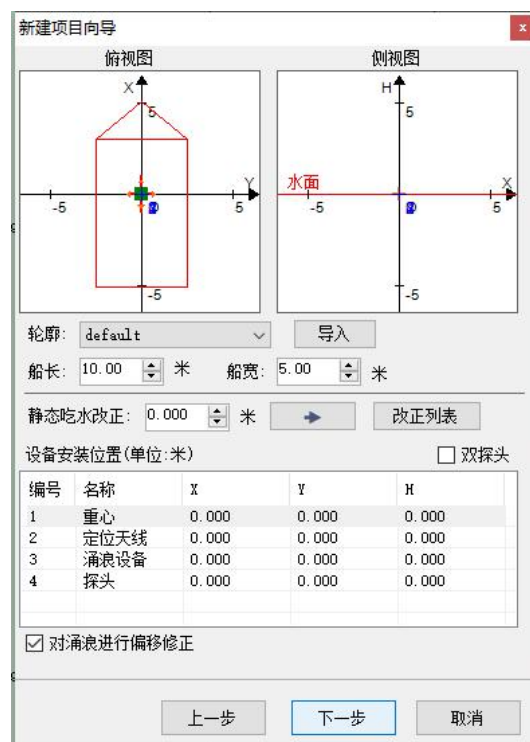 新建项目向导
俯视图 侧视图
X H
5 5
水面
Y X
-5 5 -5 5
-5 -5
轮廓: default 导入
船长: 10.00 米 船宽: 5.00 米
静态吃水改正: 0.000 米 改正列表
设备安装位置(单位:米) 双探头
编号 名称 X Y H
1 重心 0.000 0.000 0.000
2 定位天线 0.000 0.000 0.000
3 涌浪设备 0.000 0.000 0.000
4 探头 0.000 0.000 0.000
对涌浪进行偏移修正
上一步 下一步 取消